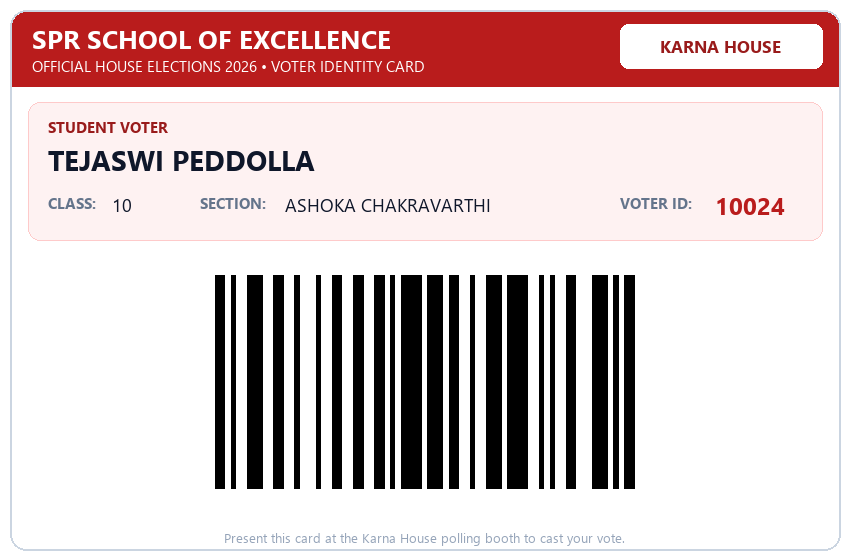 SPR SCHOOL OF EXCELLENCE
OFFICIAL HOUSE ELECTIONS 2026 • VOTER IDENTITY CARD
KARNA HOUSE
STUDENT VOTER
TEJASWI PEDDOLLA
CLASS: 10 SECTION: ASHOKA CHAKRAVARTHI VOTER ID: 10024
Present this card at the Karna House polling booth to cast your vote.